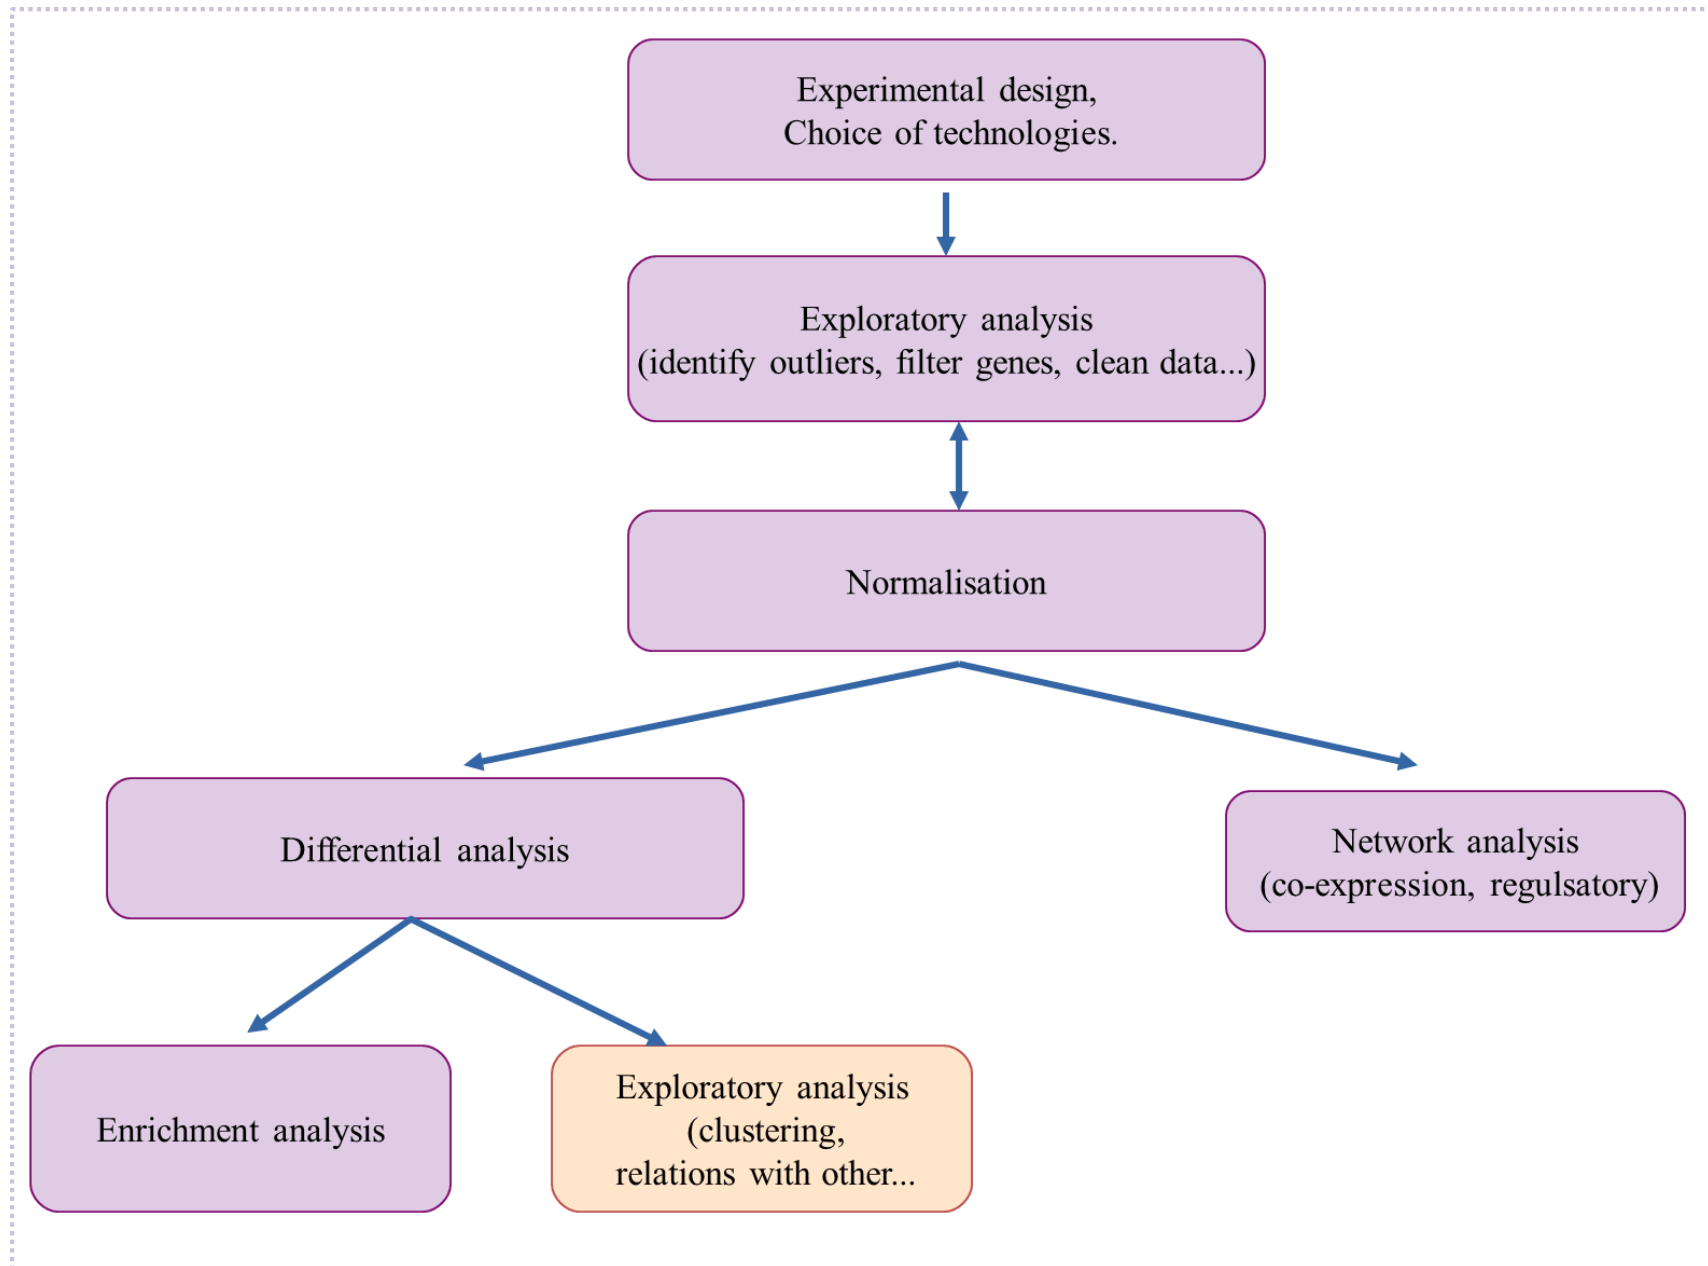 Experimental design,
Choice of technologies.
Exploratory analysis
(identify outliers, filter genes, clean data...)
Normalisation
Differential analysis
Network analysis
(co-expression, regulsatory)
Enrichment analysis
Exploratory analysis
(clustering,
relations with other...